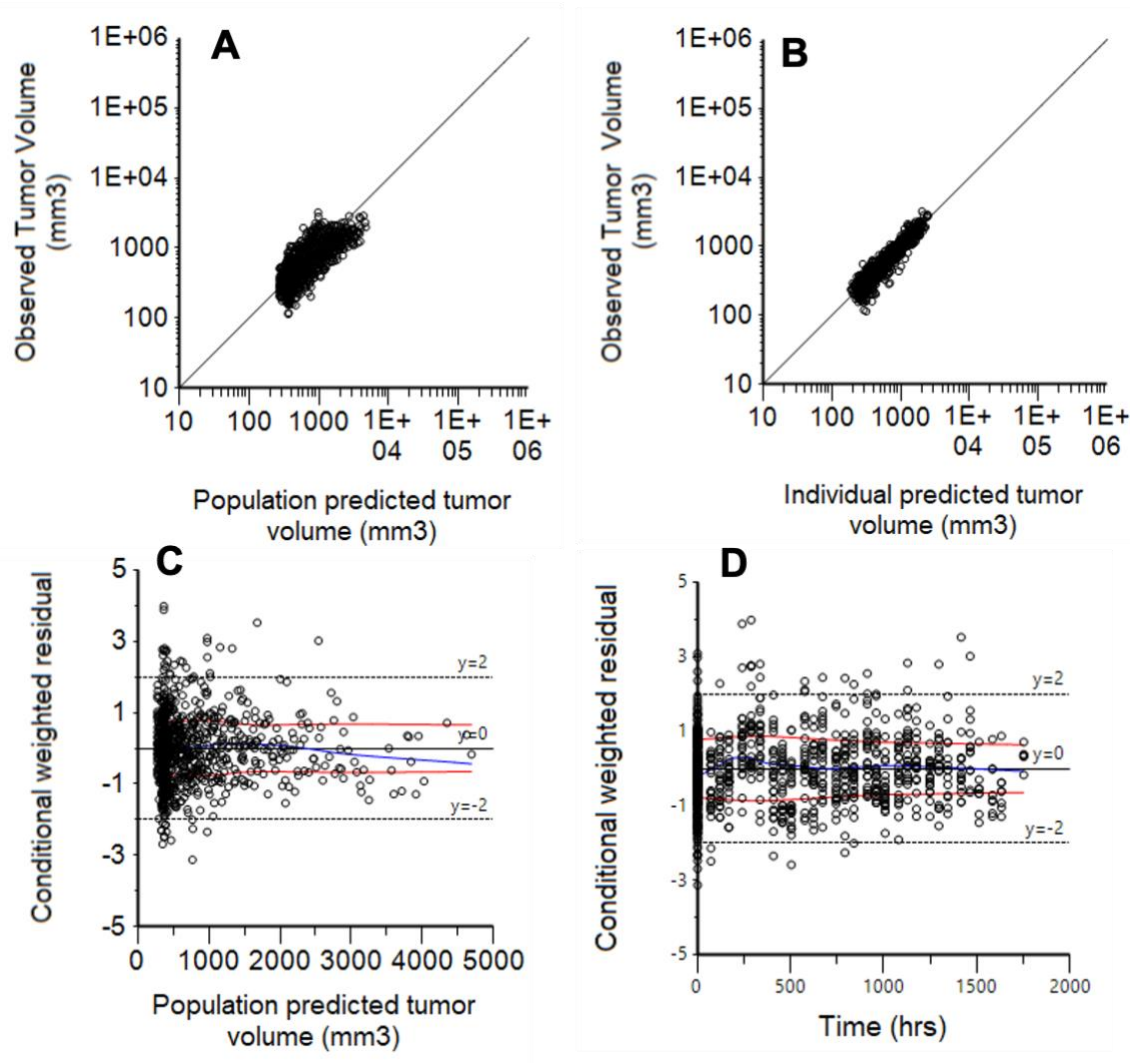 A
Observed Tumor Volume
(mm3)
1E+06
1E+05
1E+04
1000
100
10
10 100 1000 1E+ 1E+ 1E+
04 05 06
Population predicted tumor
volume (mm3)
B
Observed Tumor Volume
(mm3)
1E+06
1E+05
1E+04
1000
100
10
10 100 1000 1E+ 1E+ 1E+
04 05 06
Individual predicted tumor
volume (mm3)
C
Conditional weighted residual
5
3
1
-1
-3
-5
y=2
y=0
y=-2
0 1000 2000 3000 4000 5000
Population predicted tumor
volume (mm3)
D
Conditional weighted residual
5
3
1
-1
-3
-5
y=2
y=0
y=-2
0 500 1000 1500 2000
Time (hrs)